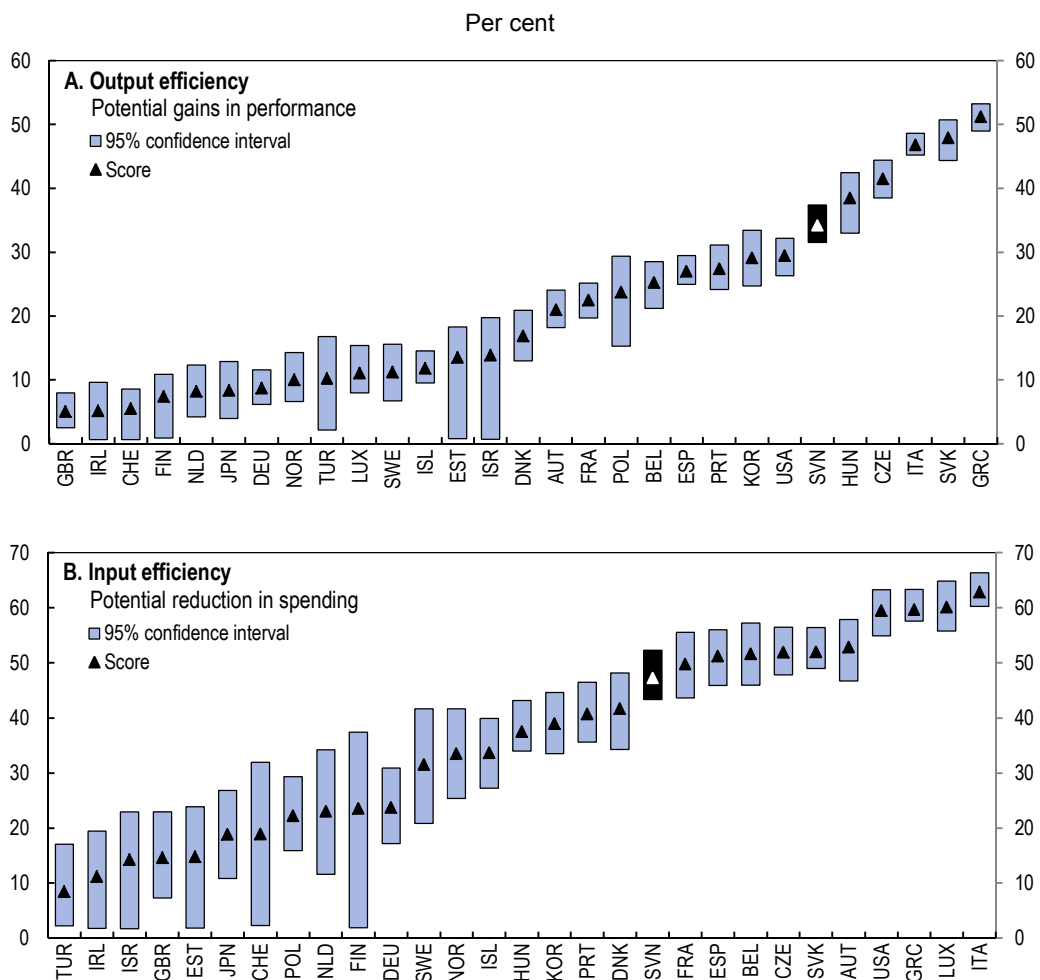 Per cent
A. Output efficiency
Potential gains in performance
95% confidence interval
Score
60 60
50 50
40 40
30 30
20 20
10 10
0 0
GBR IRL CHE FIN NLD JPN DEU NOR TUR LUX SWE ISL EST ISR DNK AUT FRA POL BEL ESP PRT KOR USA SVN HUN CZE ITA SVK GRC
B. Input efficiency
Potential reduction in spending
95% confidence interval
Score
70 70
60 60
50 50
40 40
30 30
20 20
10 10
0 0
TUR IRL ISR GBR EST JPN CHE POL NLD FIN DEU SWE NOR ISL HUN KOR PRT DNK SVN FRA ESP BEL CZE SVK AUT USA GRC LUX ITA